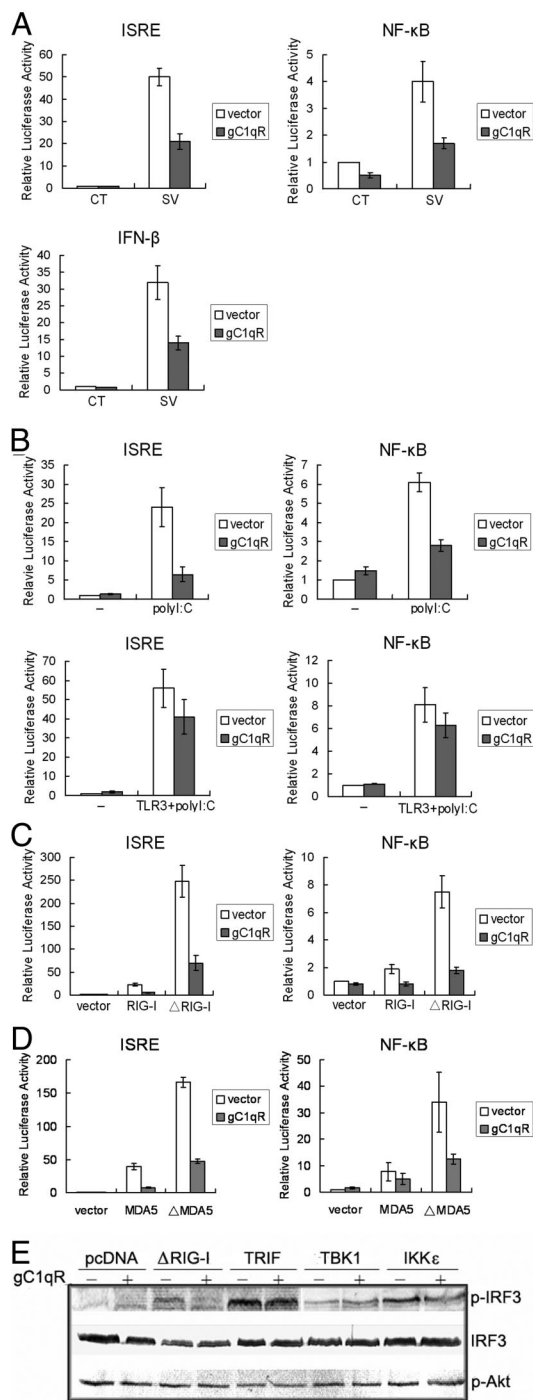 A
ISRE
Relative Luciferasse Activity
60
50
40
30
20
10
0
CT
SV
vector
gC1qR
NF-κB
Relative Luciferase Activity
5
4
3
2
1
0
CT
SV
vector
gC1qR
IFN-β
Relative Luciferase Activity
40
35
30
25
20
15
10
5
0
CT
SV
vector
gC1qR
B
ISRE
Relavie Luciferase Activity
35
30
25
20
15
10
5
0
–
polyI:C
vector
gC1qR
NF-κB
Relative Luciferase Activity
7
6
5
4
3
2
1
0
–
polyI:C
vector
gC1qR
ISRE
Relative Luciferase Activity
80
70
60
50
40
30
20
10
0
–
TLR3+polyI:C
vector
gC1qR
NF-κB
Relative Luciferase Activity
12
10
8
6
4
2
0
–
TLR3+polyI:C
vector
gC1qR
C
ISRE
Relative Luciferase Activity
300
250
200
150
100
50
0
vector
RIG-I
△RIG-I
vector
gC1qR
NF-κB
Relative Luciferase Activity
10
8
6
4
2
0
vector
RIG-I
△RIG-I
vector
gC1qR
D
ISRE
Relative Luciferase Activity
200
150
100
50
0
vector
MDA5
△MDA5
vector
gC1qR
NF-κB
Relative Luciferase Activity
50
40
30
20
10
0
vector
MDA5
△MDA5
vector
gC1qR
E
pcDNA ΔRIG-I TRIF TBK1 IKKε
gC1qR – + – + – + – + – +
p-IRF3
IRF3
p-Akt